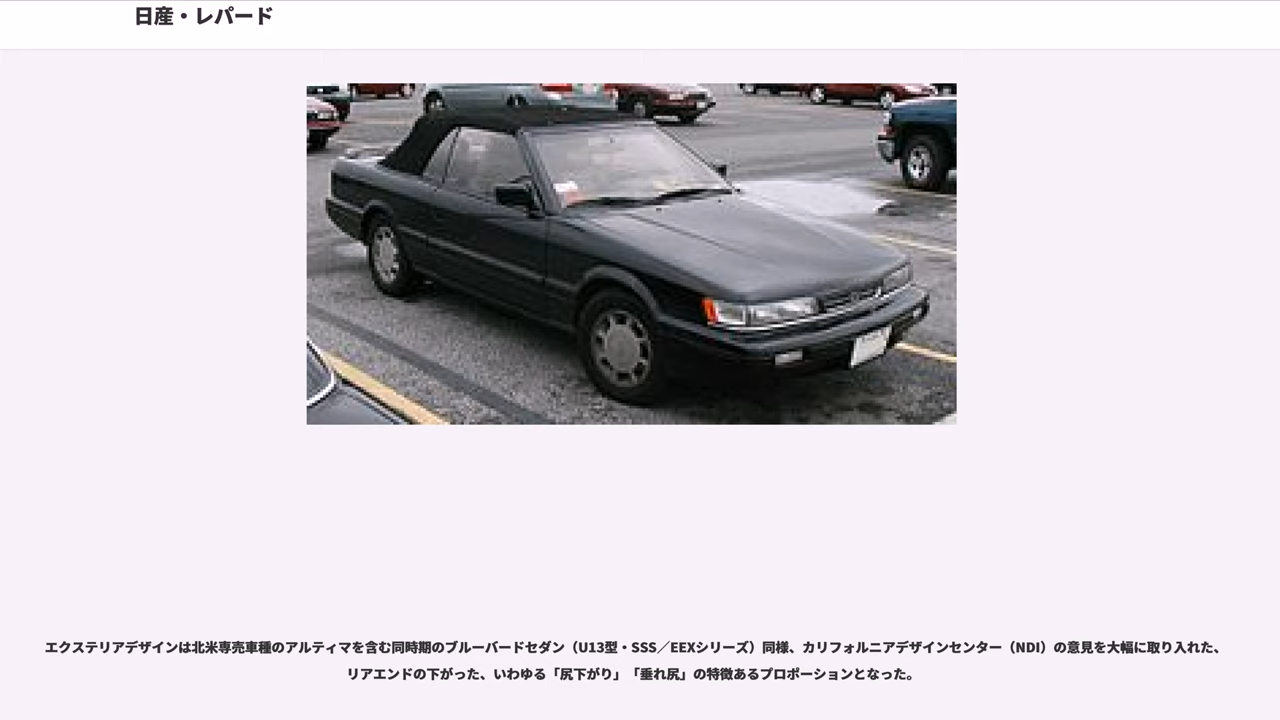 日産・レパード
エクステリアデザインは北米専売車種のアルティマを含む同時期のブルーバードセダン（U13型・SSS／EEXシリーズ）同様、カリフォルニアデザインセンター（NDI）の意見を大幅に取り入れた、
リアエンドの下がった、いわゆる「尻下がり」「垂れ尻」の特徴あるプロポーションとなった。